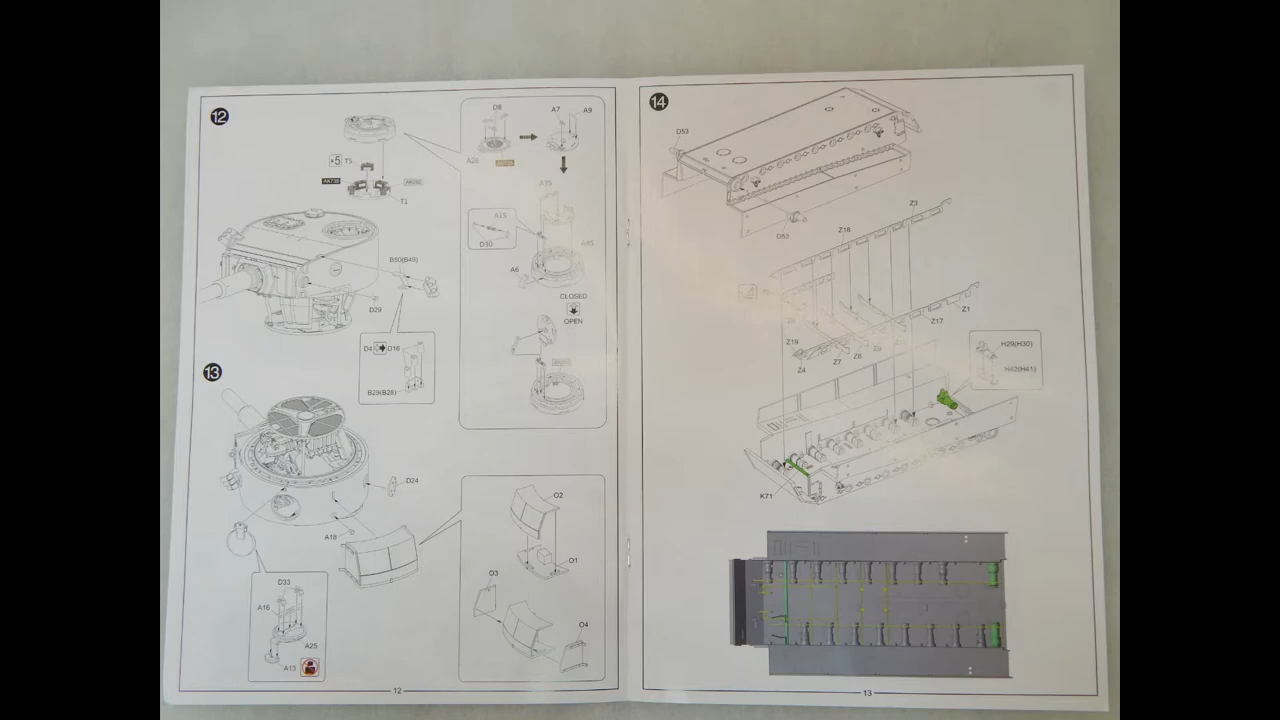 12
D8
A7
A9
A26
×5
T5
T1
A35
A15
D30
A45
A6
B50(B49)
D29
CLOSED
OPEN
D4
D16
B29(B28)
13
D24
A18
D33
A16
A25
A13
O2
O1
O3
O4
12
14
D53
D53
Z3
Z18
Z1
Z17
Z19
Z4
Z7
Z8
H29(H30)
H42(H41)
K71
13